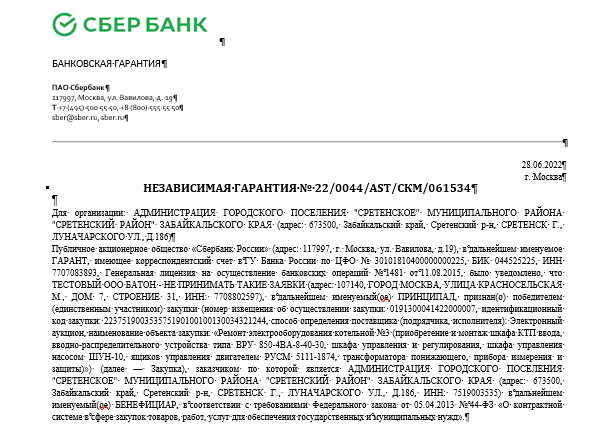 СБЕР БАНК
¶
БАНКОВСКАЯ·ГАРАНТИЯ¶
ПАО·Сбербанк¶
117997,·Москва,·ул.·Вавилова,·д.·19¶
Т·+7·(495)·500·55·50,·+8·(800)·555·55·50¶
sber@sber.ru,·sber.ru¶
¶
28.06.2022¶
г.·Москва¶
НЕЗАВИСИМАЯ·ГАРАНТИЯ·№·22/0044/AST/СКМ/061534¶
¶
Для· организации:· АДМИНИСТРАЦИЯ· ГОРОДСКОГО· ПОСЕЛЕНИЯ· "СРЕТЕНСКОЕ"· МУНИЦИПАЛЬНОГО· РАЙОНА·
"СРЕТЕНСКИЙ· РАЙОН"· ЗАБАЙКАЛЬСКОГО· КРАЯ· (адрес:· 673500,· Забайкальский· край,· Сретенский· р-н,· СРЕТЕНСК· Г.,·
ЛУНАЧАРСКОГО·УЛ.,·Д.186)¶
Публичное· акционерное· общество· «Сбербанк· России»· (адрес:· 117997,· г.· Москва,· ул.· Вавилова,· д.19),· в°дальнейшем· именуемое·
ГАРАНТ,· имеющее· корреспондентский· счет· в°ГУ· Банка· России· по· ЦФО· №· 30101810400000000225,· БИК· 044525225,· ИНН·
7707083893,· Генеральная· лицензия· на· осуществление· банковских· операций· №°1481· от°11.08.2015,· было· уведомлено,· что·
ТЕСТОВЫЙ·ООО·БАТОН·–·НЕ·ПРИНИМАТЬ·ТАКИЕ·ЗАЯВКИ·(адрес:·107140,·ГОРОД·МОСКВА,·УЛИЦА·КРАСНОСЕЛЬСКАЯ·
М.,· ДОМ· 7,· СТРОЕНИЕ· 31,· ИНН:· 7708802597),· в°дальнейшем· именуемый(ое)· ПРИНЦИПАЛ,· признан(о)· победителем·
(единственным· участником)· закупки· (номер· извещения· об· осуществлении· закупки:· 0191300041422000007,· идентификационный·
код· закупки:· 223751900353575190100100130034321244,· способ· определения· поставщика· (подрядчика,· исполнителя):· Электронный·
аукцион,· наименование· объекта· закупки:· «Ремонт· электрооборудования· котельной· №3· (приобретение· и· монтаж· шкафа· КТП· ввода,·
вводно-распределительного· устройства· типа· ВРУ· 850-4ВА-8-40-30,· шкафа· управления· и· регулирования,· шкафа· управления·
насосом· ШУН-10,· ящиков· управления· двигателем· РУСМ· 5111-1874,· трансформатора· понижающего,· прибора· измерения· и·
защиты)»)· (далее· —· Закупка),· заказчиком· по· которой· является· АДМИНИСТРАЦИЯ· ГОРОДСКОГО· ПОСЕЛЕНИЯ·
"СРЕТЕНСКОЕ"· МУНИЦИПАЛЬНОГО· РАЙОНА· "СРЕТЕНСКИЙ· РАЙОН"· ЗАБАЙКАЛЬСКОГО· КРАЯ· (адрес:· 673500,·
Забайкальский· край,· Сретенский· р-н,· СРЕТЕНСК· Г.,· ЛУНАЧАРСКОГО· УЛ.,· Д.186,· ИНН:· 7519003535)· в°дальнейшем·
именуемый(ое)· БЕНЕФИЦИАР,· в°соответствии· с· требованиями· Федерального· закона· от· 05.04.2013· №°44-ФЗ· «О· контрактной·
системе·в°сфере·закупок·товаров,·работ,·услуг·для·обеспечения·государственных·и°муниципальных·нужд».¶